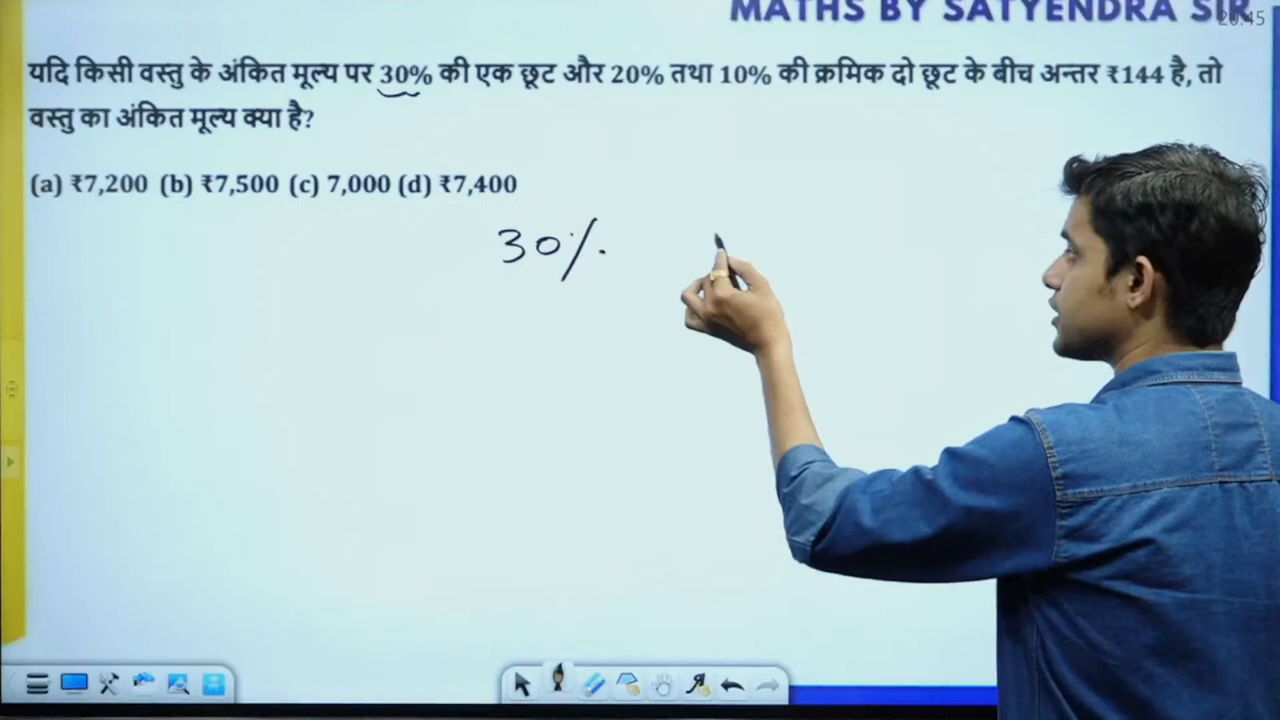 MATHS BY SATYENDRA SIR
20:45
यदि किसी वस्तु के अंकित मूल्य पर 30% की एक छूट और 20% तथा 10% की क्रमिक दो छूट के बीच अन्तर ₹144 है, तो
वस्तु का अंकित मूल्य क्या है?
(a) ₹7,200 (b) ₹7,500 (c) 7,000 (d) ₹7,400
30%